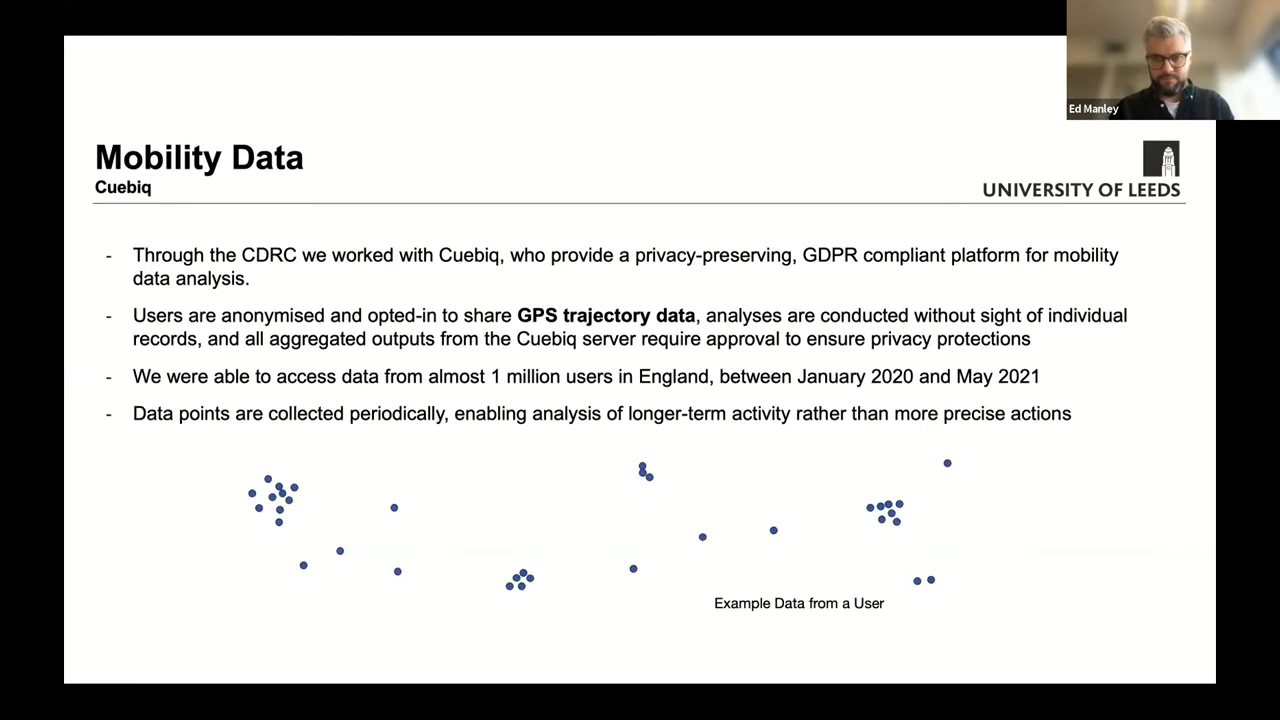 Ed Manley
Mobility Data
Cuebiq
UNIVERSITY OF LEEDS
- Through the CDRC we worked with Cuebiq, who provide a privacy-preserving, GDPR compliant platform for mobility
data analysis.
- Users are anonymised and opted-in to share GPS trajectory data, analyses are conducted without sight of individual
records, and all aggregated outputs from the Cuebiq server require approval to ensure privacy protections
- We were able to access data from almost 1 million users in England, between January 2020 and May 2021
- Data points are collected periodically, enabling analysis of longer-term activity rather than more precise actions
Example Data from a User